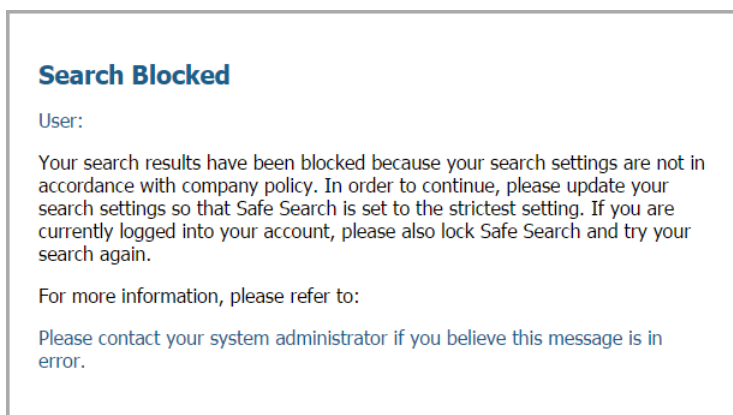 Search Blocked
User:
Your search results have been blocked because your search settings are not in
accordance with company policy. In order to continue, please update your
search settings so that Safe Search is set to the strictest setting. If you are
currently logged into your account, please also lock Safe Search and try your
search again.
For more information, please refer to:
Please contact your system administrator if you believe this message is in
error.